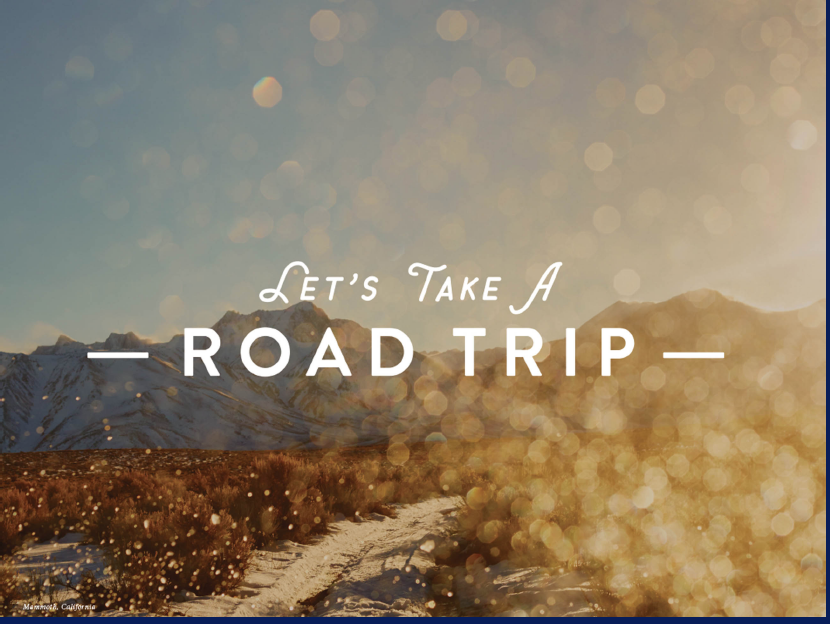 Let's Take A
ROAD TRIP
Mammoth, California